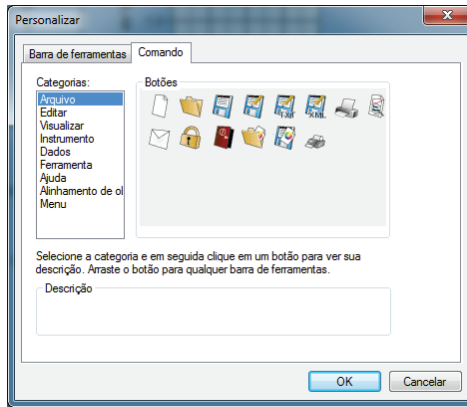 Personalizar
Barra de ferramentas
Comando
Categorias:
Botões
Arquivo
Editar
Visualizar
Instrumento
Dados
Ferramenta
Ajuda
Alinhamento de ol
Menu
Selecione a categoria e em seguida clique em um botão para ver sua
descrição. Arraste o botão para qualquer barra de ferramentas.
Descrição
OK
Cancelar